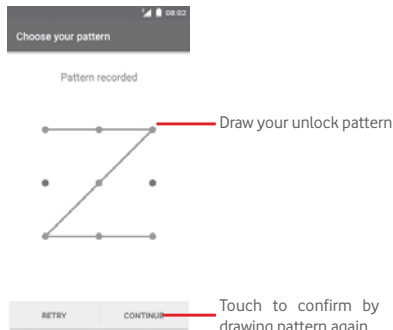 08:02
Choose your pattern
Pattern recorded
Draw your unlock pattern
RETRY CONTINUE
Touch to confirm by
drawing pattern again